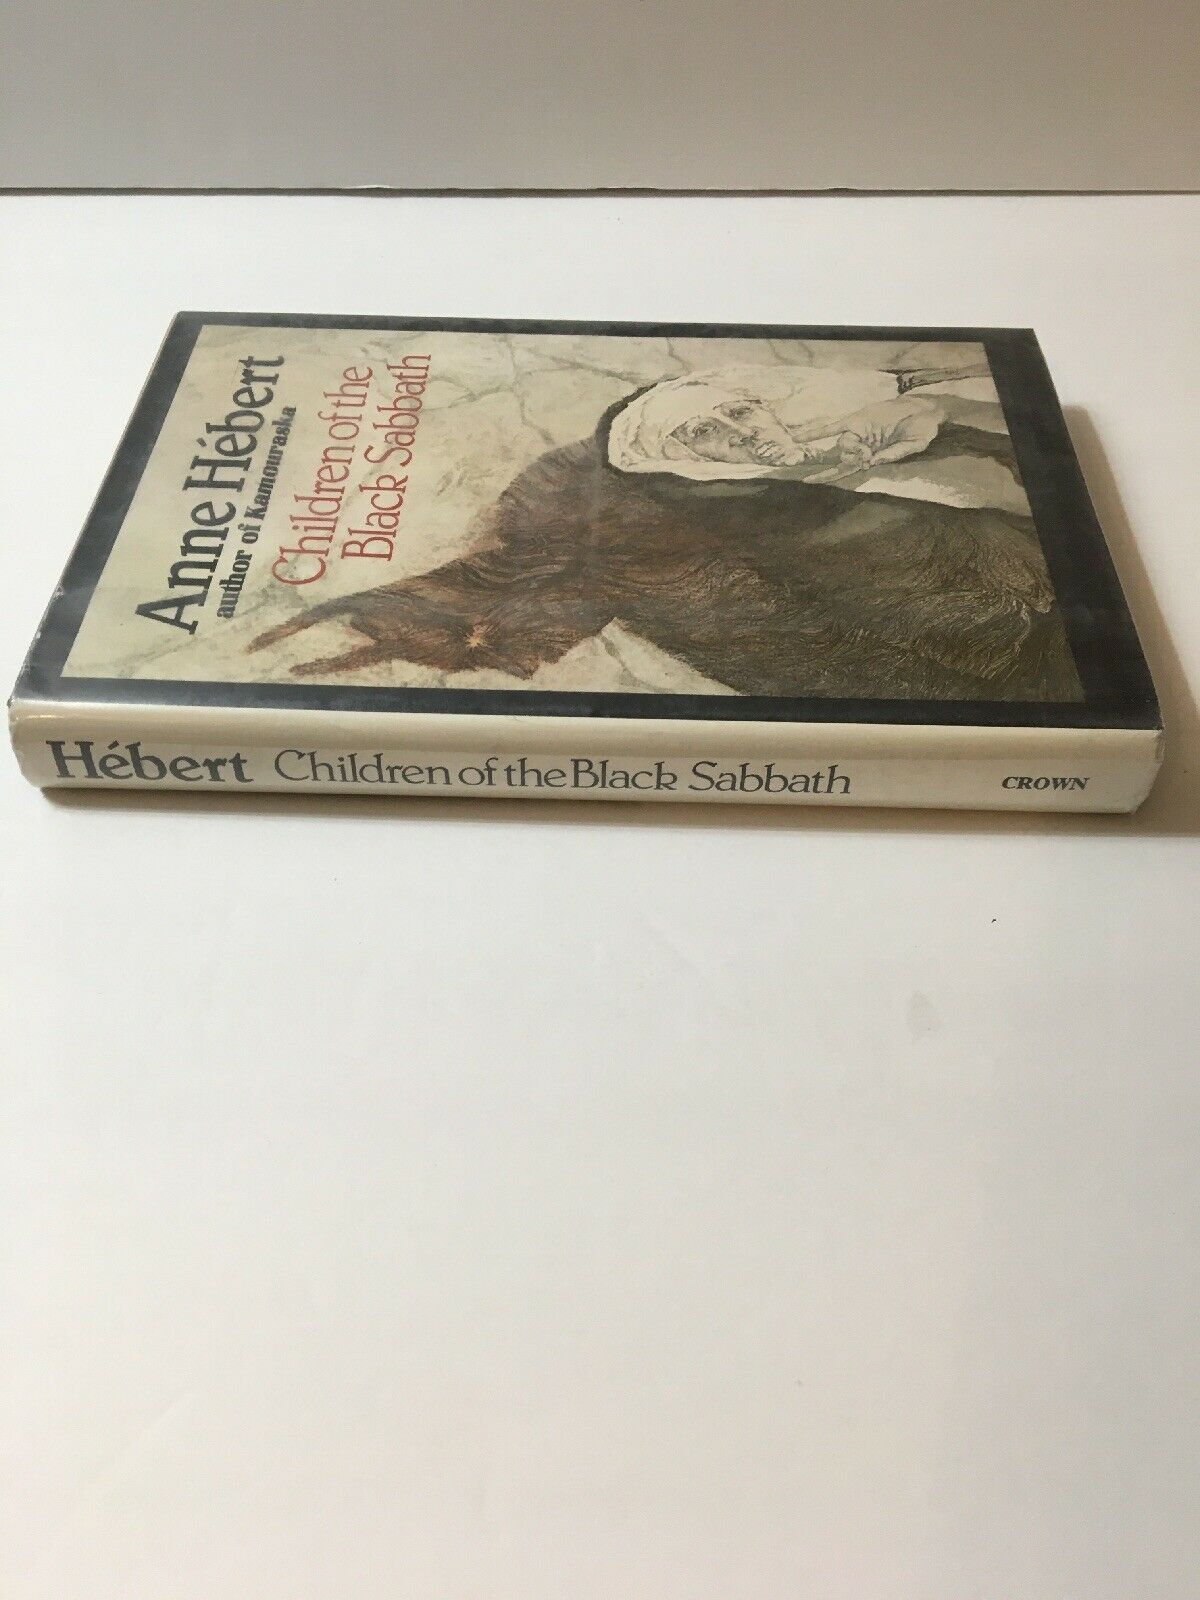 Anne Hébert
author of Kamouraska
Children of the
Black Sabbath
Hébert Children of the Black Sabbath CROWN